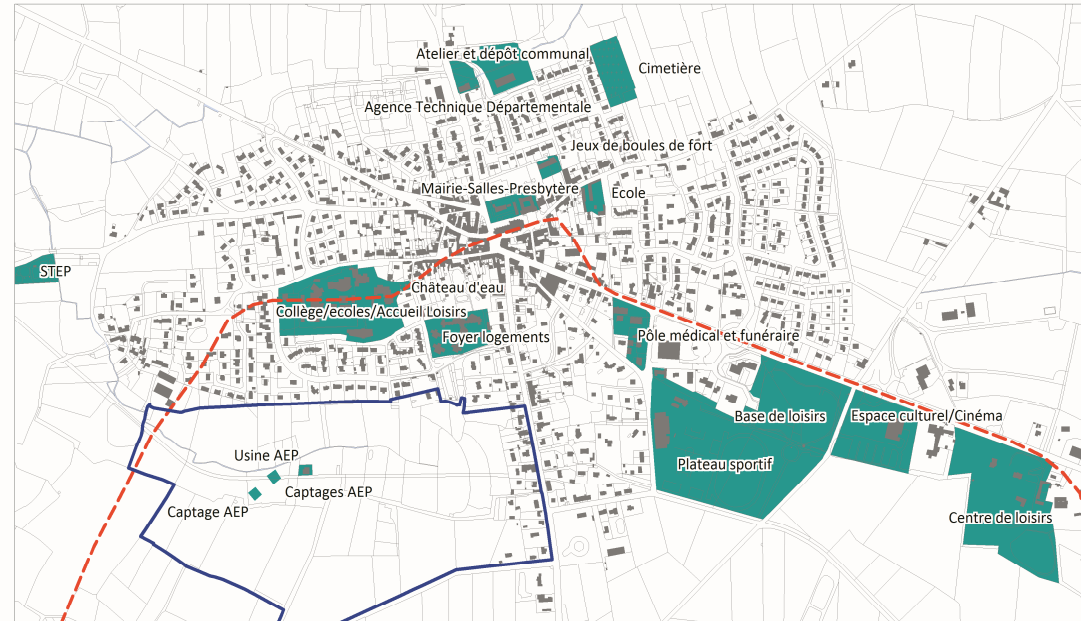 Atelier et dépôt communal
Cimetière
Agence Technique Départementale
Jeux de boules de fort
Mairie-Salles-Presbytère
Ecole
STEP
Château d'eau
Collège/ecoles/Accueil Loisirs
Foyer logements
Pôle médical et funéraire
Base de loisirs
Espace culturel/Cinéma
Usine AEP
Plateau sportif
Captages AEP
Captage AEP
Centre de loisirs